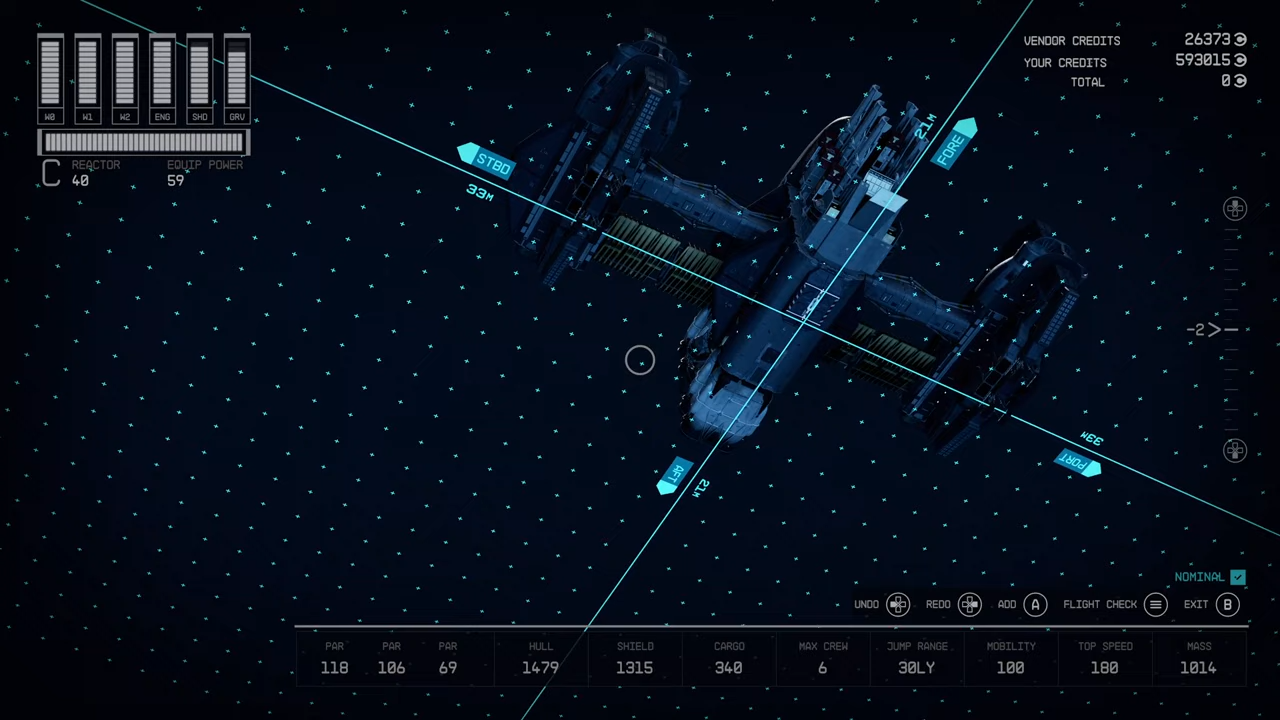 VENDOR CREDITS 26373
YOUR CREDITS 593015
TOTAL 0
W0 W1 W2 ENG SHD GRV
C REACTOR 40 EQUIP POWER 59
21M
FORE
STBD
33M
-2
33M
PORT
AFT
21M
NOMINAL
UNDO REDO ADD A FLIGHT CHECK EXIT B
PAR PAR PAR HULL SHIELD CARGO MAX CREW JUMP RANGE MOBILITY TOP SPEED MASS
118 106 69 1479 1315 340 6 30LY 100 180 1014